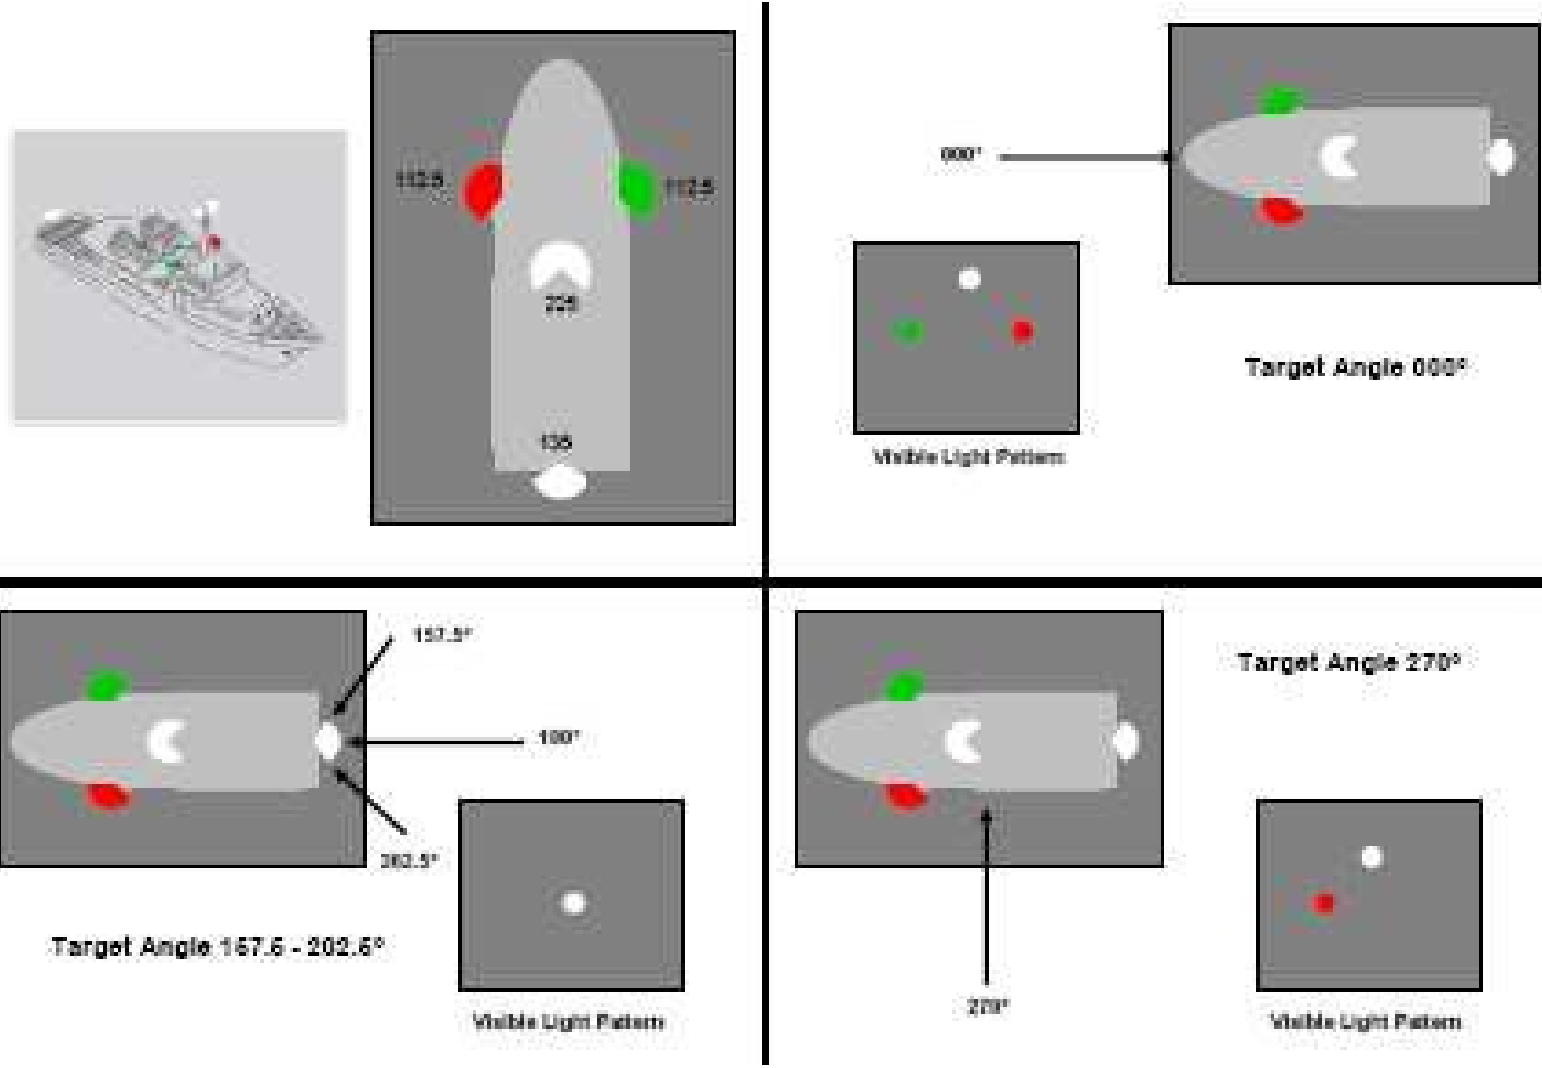 112.5
112.5
225
135
000°
Target Angle 000°
Visible Light Pattern
157.5°
180°
202.5°
Target Angle 157.5 - 202.5°
Visible Light Pattern
Target Angle 270°
270°
Visible Light Pattern